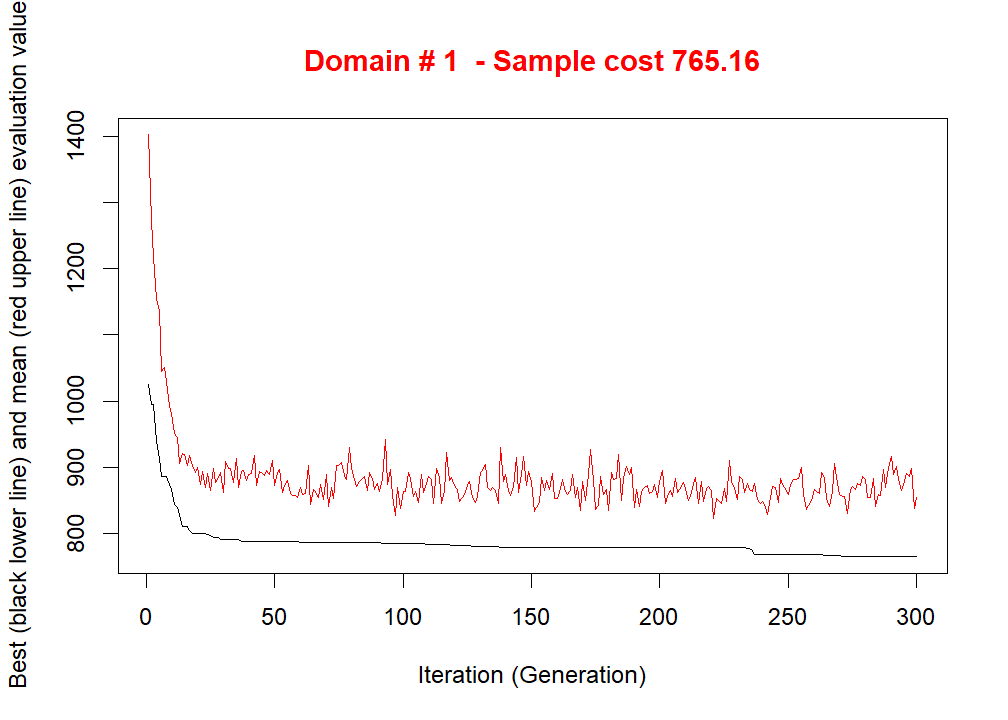 Domain # 1  - Sample cost 765.16
Best (black lower line) and mean (red upper line) evaluation value
1400
1200
1000
900
800
0 50 100 150 200 250 300
Iteration (Generation)